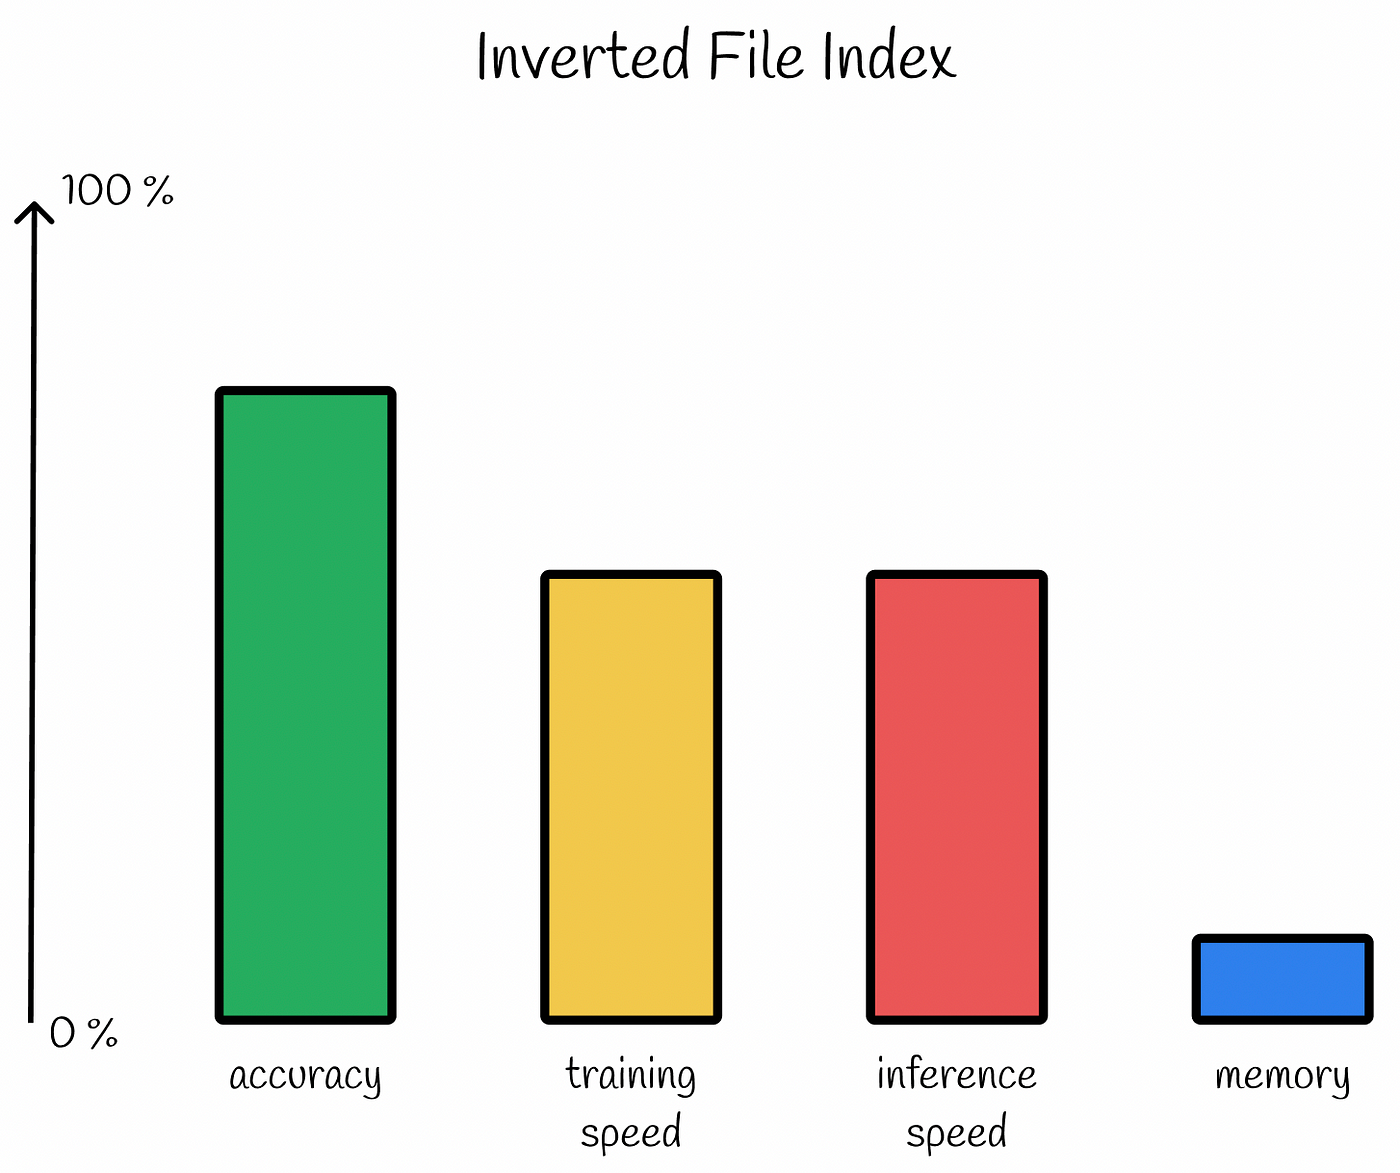 Inverted File Index
100 %
0 %
accuracy
training
speed
inference
speed
memory